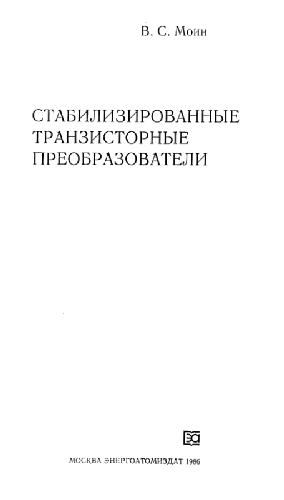 В. С. Моин
СТАБИЛИЗИРОВАННЫЕ
ТРАНЗИСТОРНЫЕ
ПРЕОБРАЗОВАТЕЛИ
МОСКВА ЭНЕРГОАТОМИЗДАТ 1986